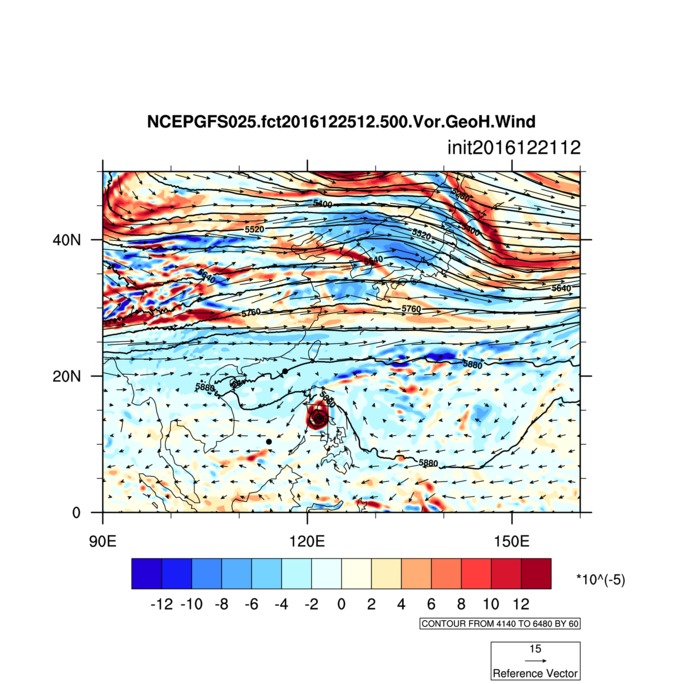 NCEPGFS025.fct2016122512.500.Vor.GeoH.Wind
init2016122112
5400
5520
5520
5400
5640
5760
5760
5640
5880
5880
5880
40N
20N
0
90E 120E 150E
-12 -10 -8 -6 -4 -2 0 2 4 6 8 10 12
*10^(-5)
CONTOUR FROM 4140 TO 6480 BY 60
15
Reference Vector